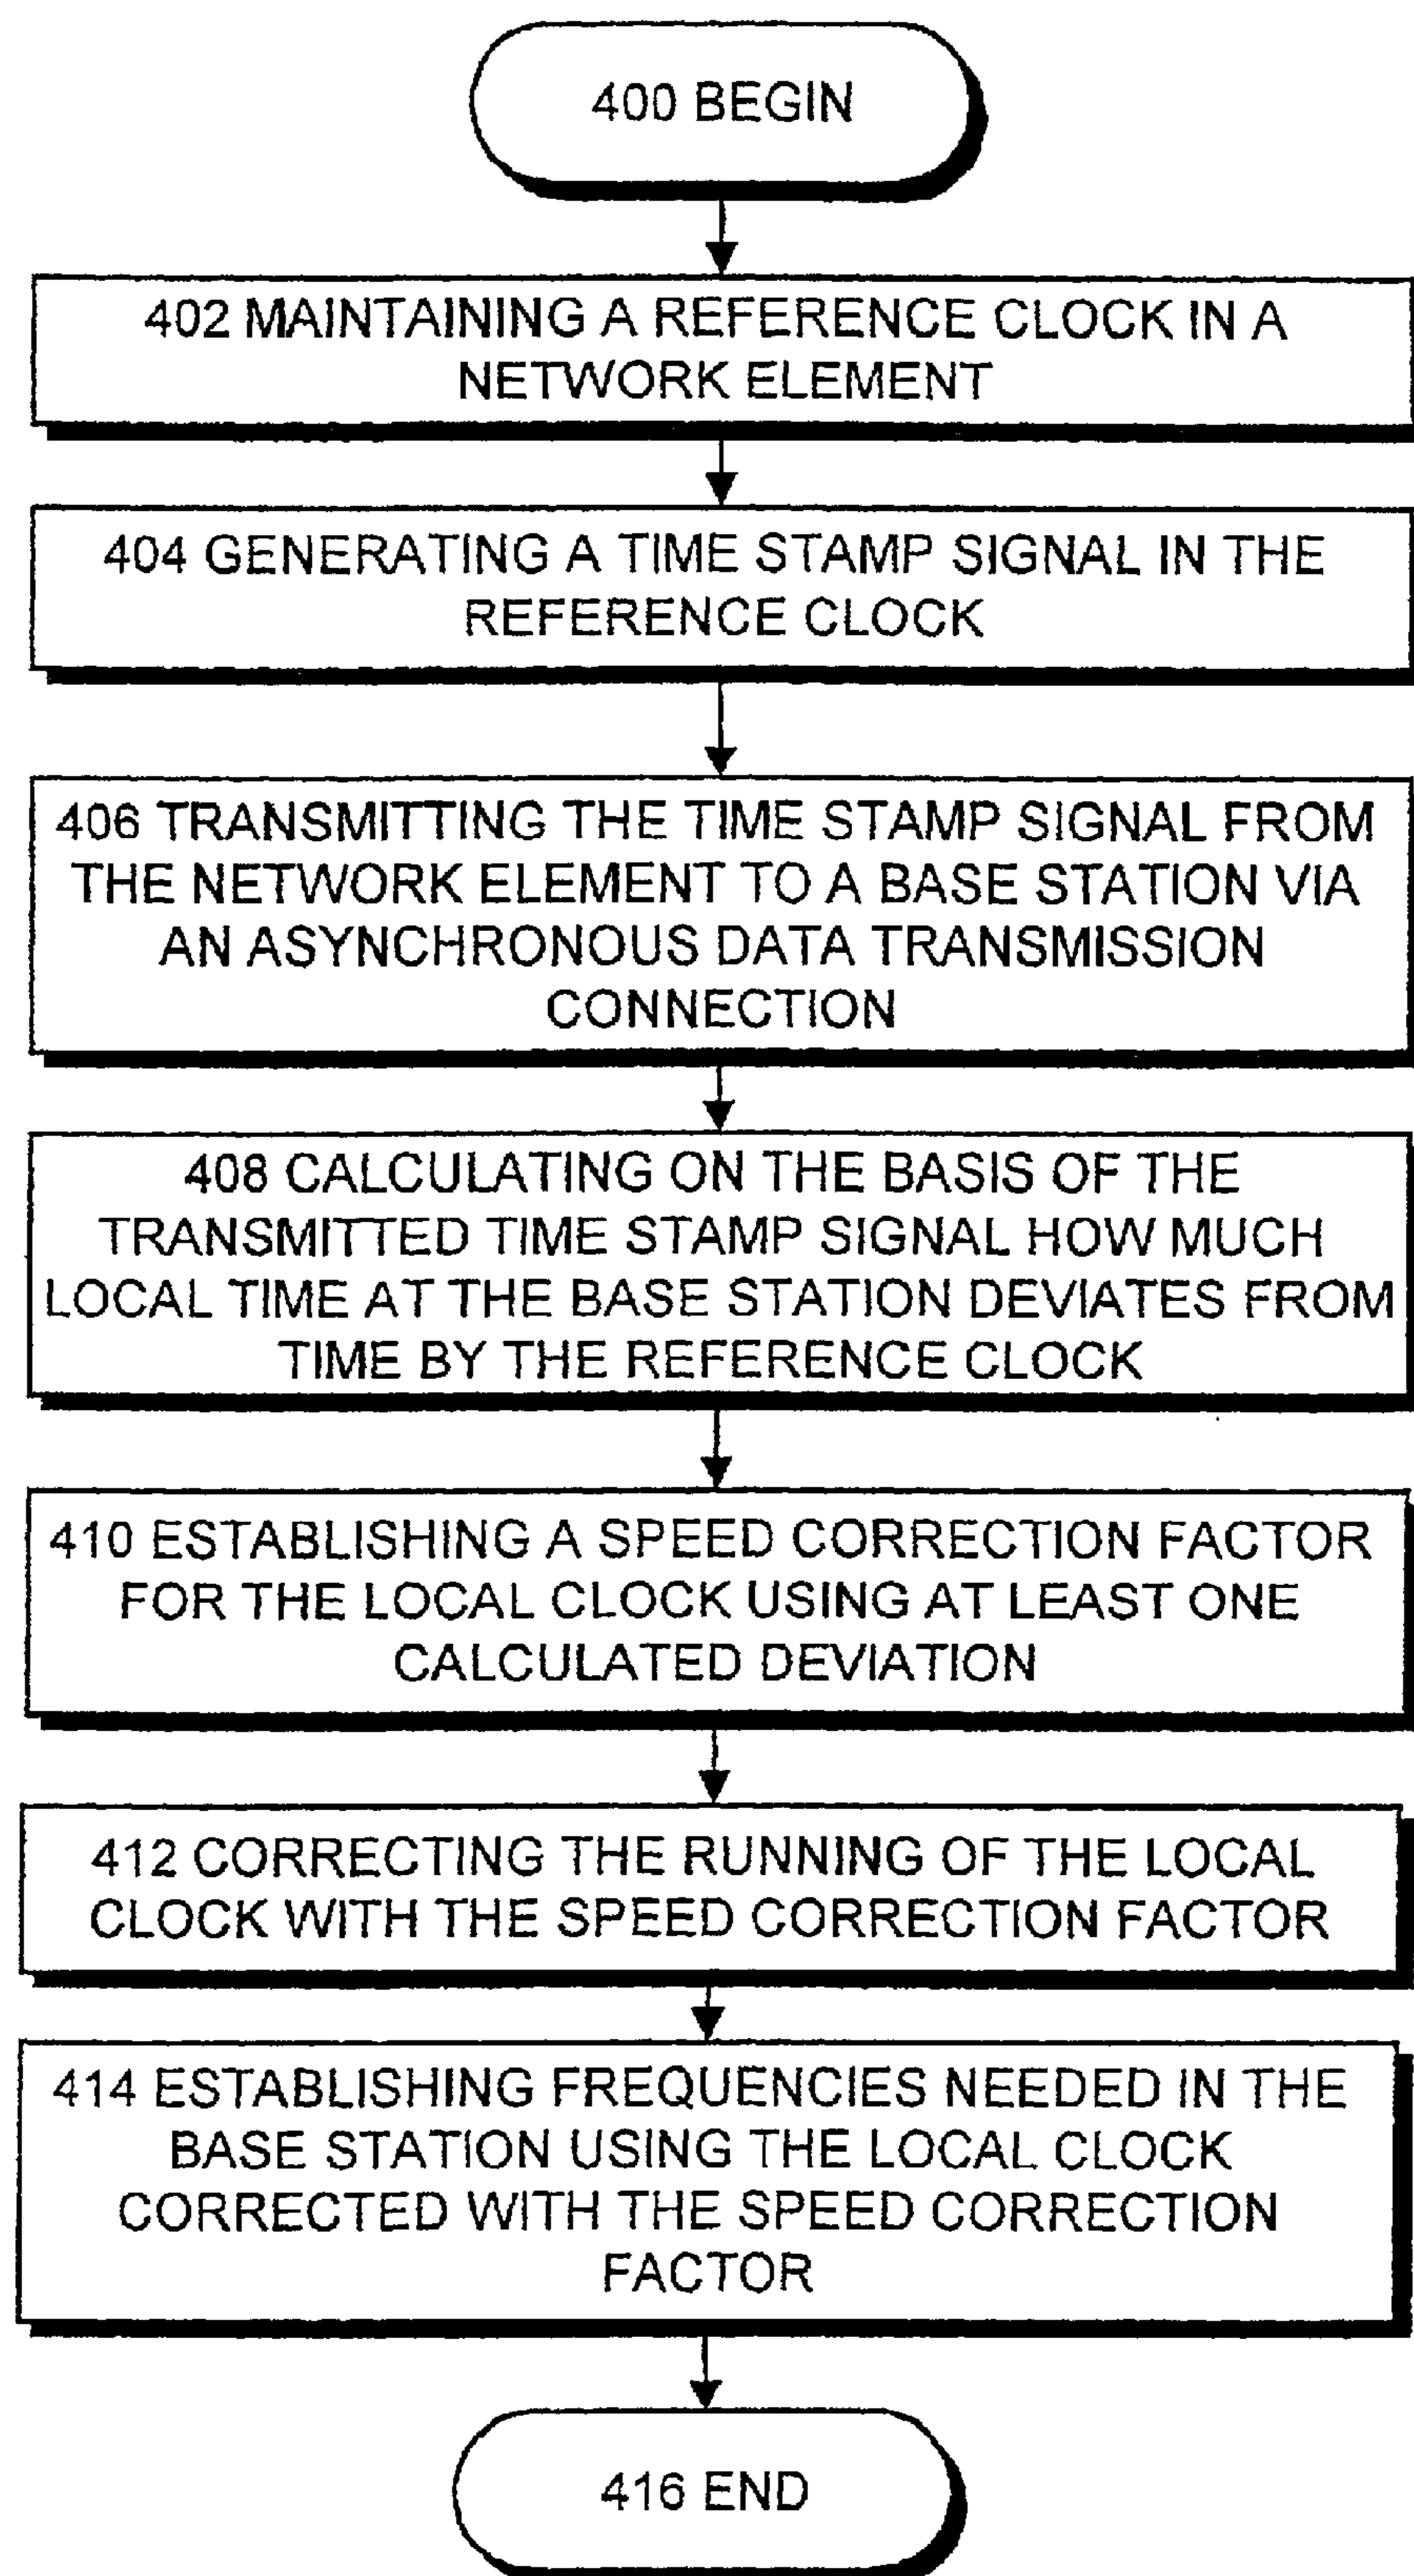 400 BEGIN
402 MAINTAINING A REFERENCE CLOCK IN A
NETWORK ELEMENT
404 GENERATING A TIME STAMP SIGNAL IN THE
REFERENCE CLOCK
406 TRANSMITTING THE TIME STAMP SIGNAL FROM
THE NETWORK ELEMENT TO A BASE STATION VIA
AN ASYNCHRONOUS DATA TRANSMISSION
CONNECTION
408 CALCULATING ON THE BASIS OF THE
TRANSMITTED TIME STAMP SIGNAL HOW MUCH
LOCAL TIME AT THE BASE STATION DEVIATES FROM
TIME BY THE REFERENCE CLOCK
410 ESTABLISHING A SPEED CORRECTION FACTOR
FOR THE LOCAL CLOCK USING AT LEAST ONE
CALCULATED DEVIATION
412 CORRECTING THE RUNNING OF THE LOCAL
CLOCK WITH THE SPEED CORRECTION FACTOR
414 ESTABLISHING FREQUENCIES NEEDED IN THE
BASE STATION USING THE LOCAL CLOCK
CORRECTED WITH THE SPEED CORRECTION
FACTOR
416 END